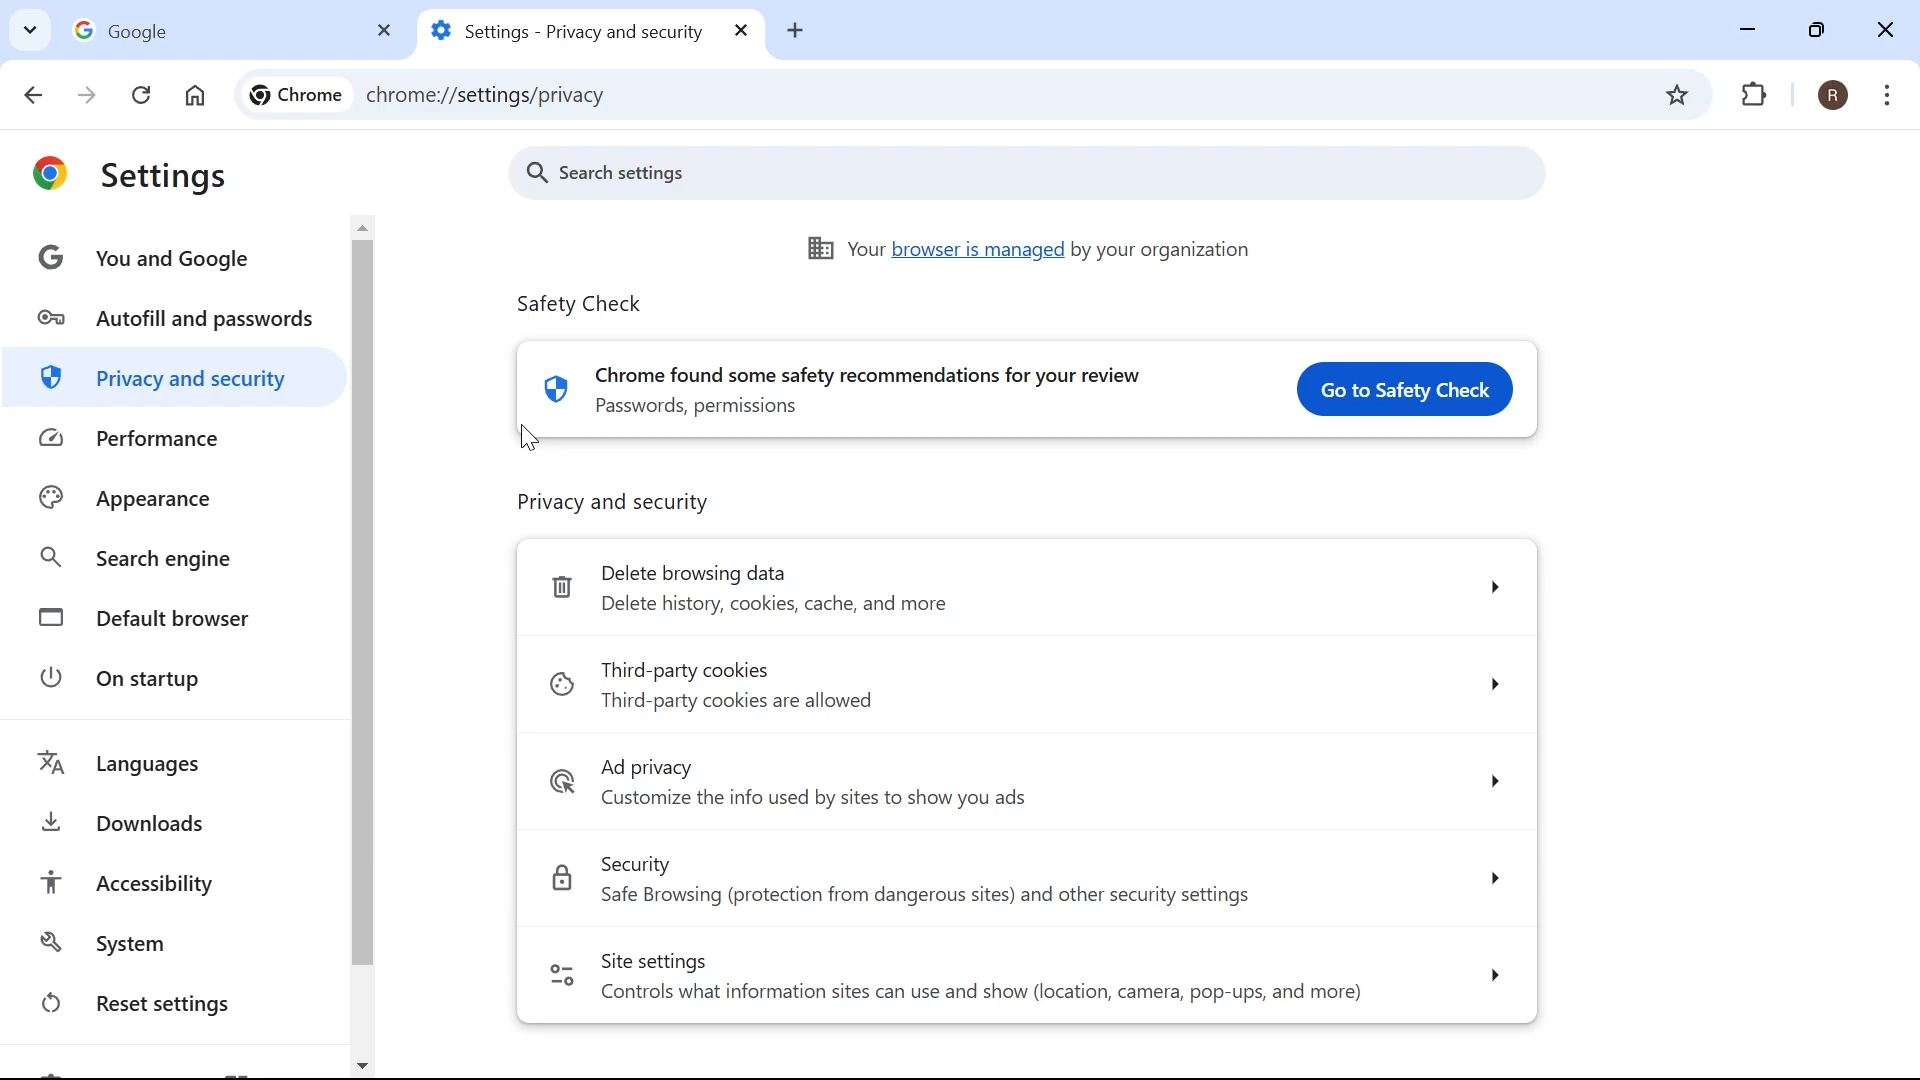 Google
Settings - Privacy and security
Chrome
chrome://settings/privacy
R
Settings
Search settings
You and Google
Autofill and passwords
Privacy and security
Performance
Appearance
Search engine
Default browser
On startup
Languages
Downloads
Accessibility
System
Reset settings
Your browser is managed by your organization
Safety Check
Chrome found some safety recommendations for your review
Passwords, permissions
Go to Safety Check
Privacy and security
Delete browsing data
Delete history, cookies, cache, and more
Third-party cookies
Third-party cookies are allowed
Ad privacy
Customize the info used by sites to show you ads
Security
Safe Browsing (protection from dangerous sites) and other security settings
Site settings
Controls what information sites can use and show (location, camera, pop-ups, and more)